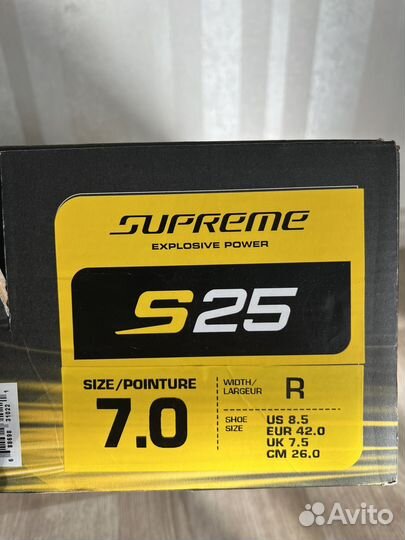 SUPREME
EXPLOSIVE POWER
S25
SIZE/POINTURE
7.0
WIDTH/
LARGEUR
R
SHOE
SIZE
US 8.5
EUR 42.0
UK 7.5
CM 26.0
Avito